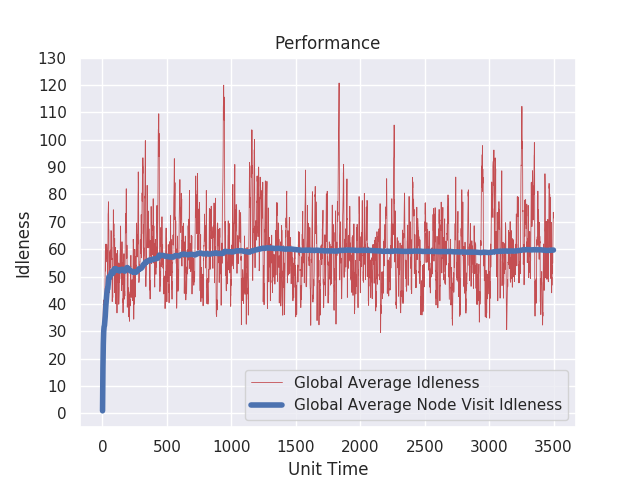 Performance
130
120
110
100
90
80
70
60
50
40
30
20
10
0
Idleness
Global Average Idleness
Global Average Node Visit Idleness
0 500 1000 1500 2000 2500 3000 3500
Unit Time